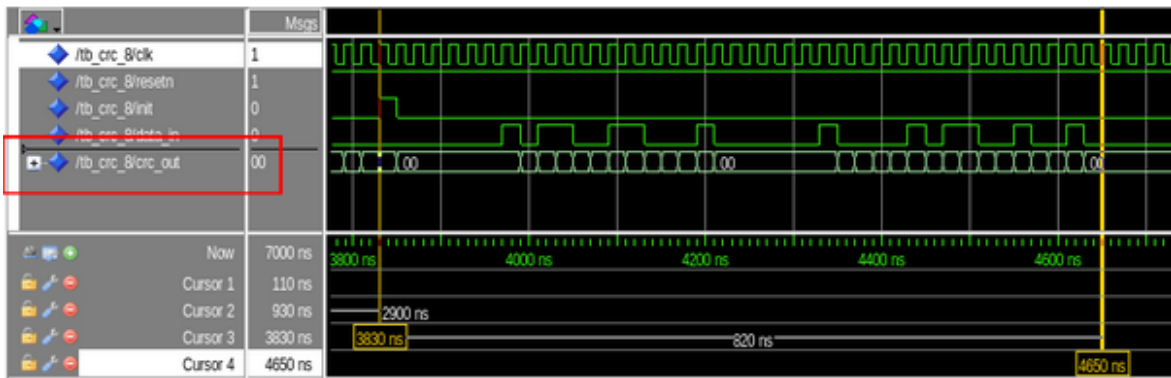 Msgs
/tb_crc_8/clk 1
/tb_crc_8/resetn 1
/tb_crc_8/init 0
/tb_crc_8/data_in 0
/tb_crc_8/crc_out 00 00 00 00
Now 7000 ns 3800 ns 4000 ns 4200 ns 4400 ns 4600 ns
Cursor 1 110 ns
Cursor 2 930 ns 2900 ns
Cursor 3 3830 ns 3830 ns 820 ns
Cursor 4 4650 ns 4650 ns